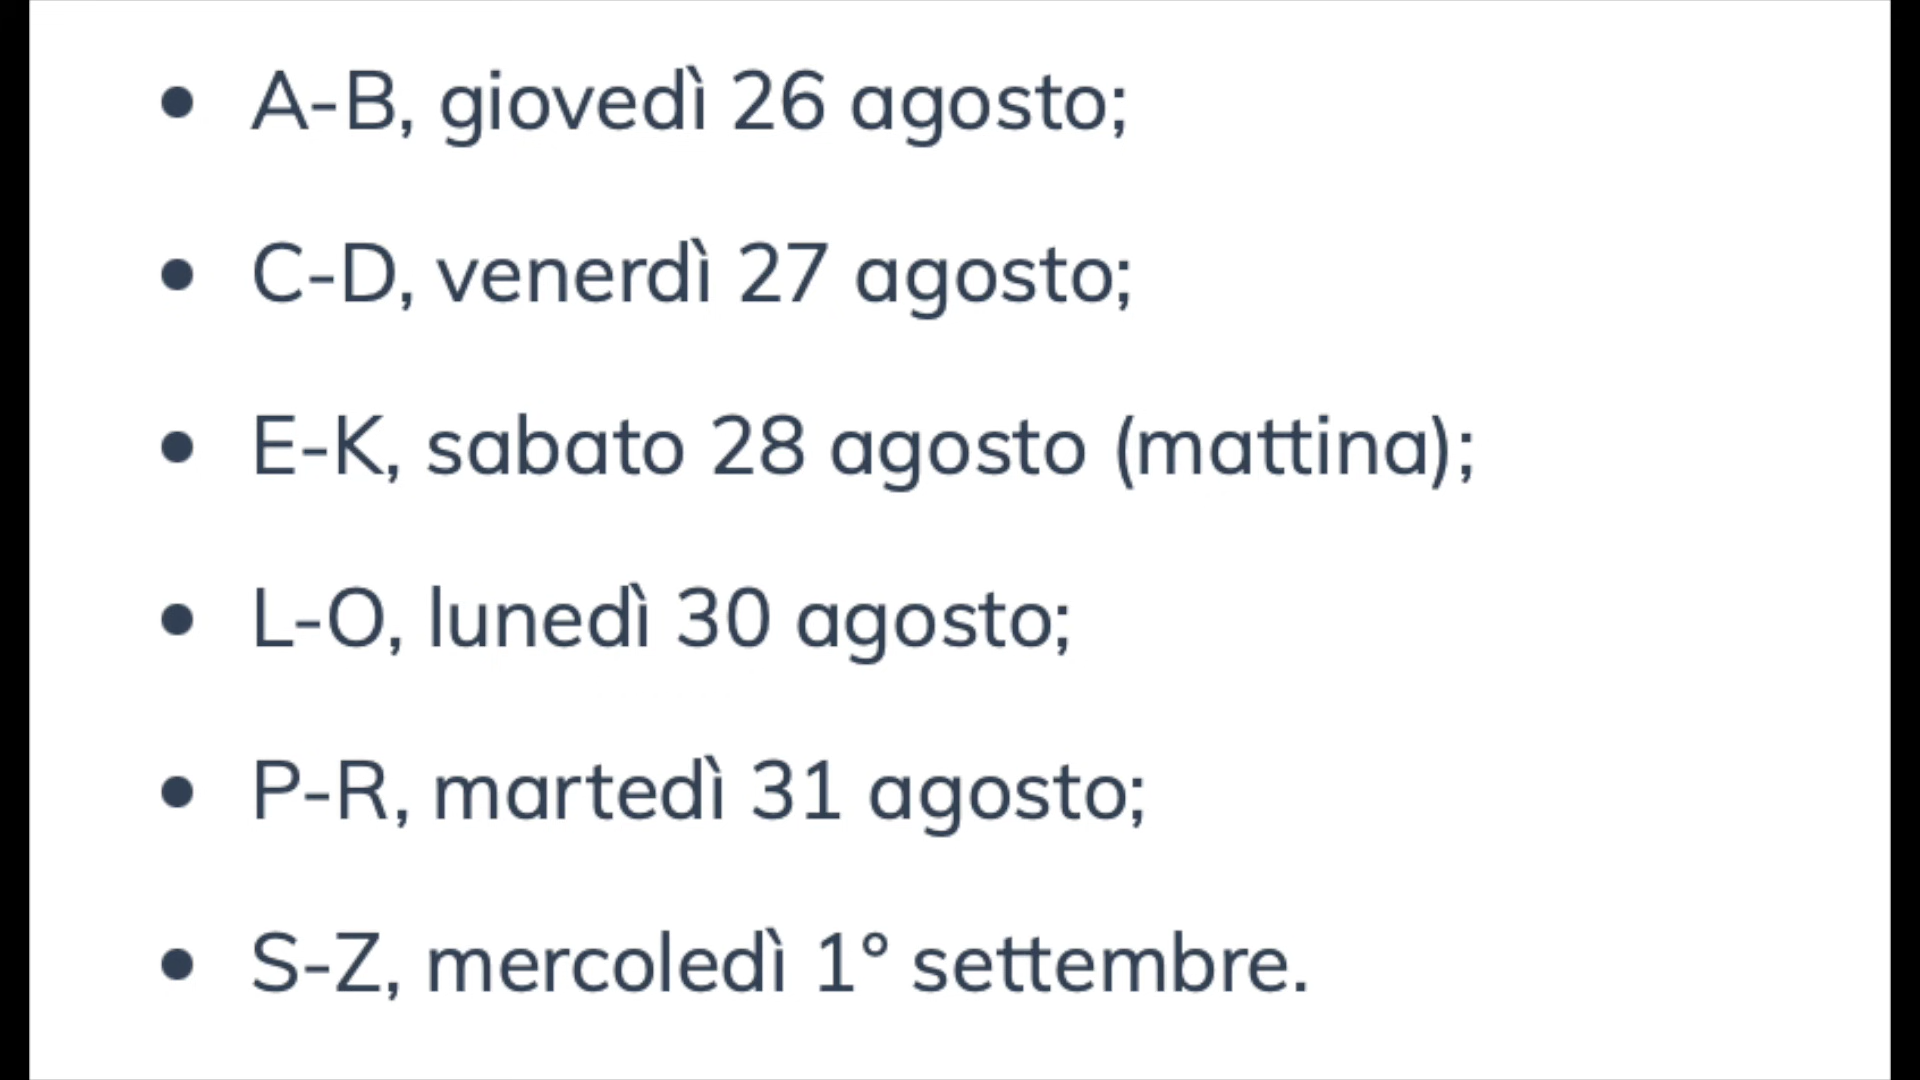 • A-B, giovedì 26 agosto;
• C-D, venerdì 27 agosto;
• E-K, sabato 28 agosto (mattina);
• L-O, lunedì 30 agosto;
• P-R, martedì 31 agosto;
• S-Z, mercoledì 1° settembre.